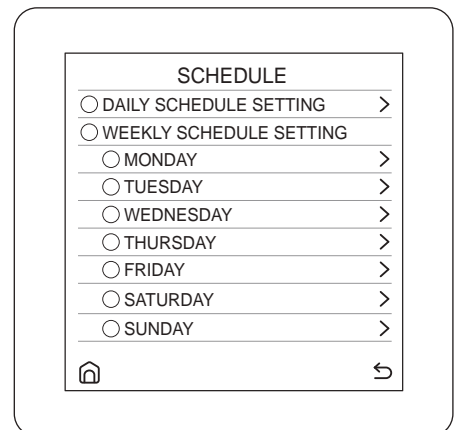 SCHEDULE
DAILY SCHEDULE SETTING
WEEKLY SCHEDULE SETTING
MONDAY
TUESDAY
WEDNESDAY
THURSDAY
FRIDAY
SATURDAY
SUNDAY